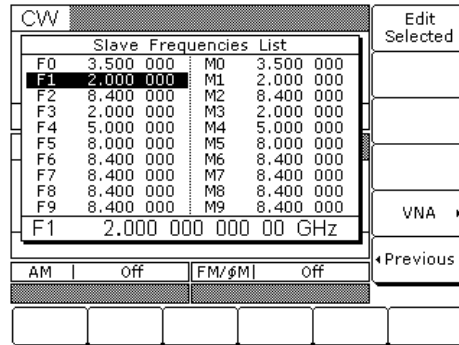 CW
Slave Frequencies List
F0 3.500 000 M0 3.500 000
F1 2.000 000 M1 2.000 000
F2 8.400 000 M2 8.400 000
F3 2.000 000 M3 2.000 000
F4 5.000 000 M4 5.000 000
F5 8.000 000 M5 8.000 000
F6 8.400 000 M6 8.400 000
F7 8.400 000 M7 8.400 000
F8 8.400 000 M8 8.400 000
F9 8.400 000 M9 8.400 000
F1 2.000 000 000 00 GHz
AM | Off FM/ϕM| Off
Edit
Selected
VNA
Previous